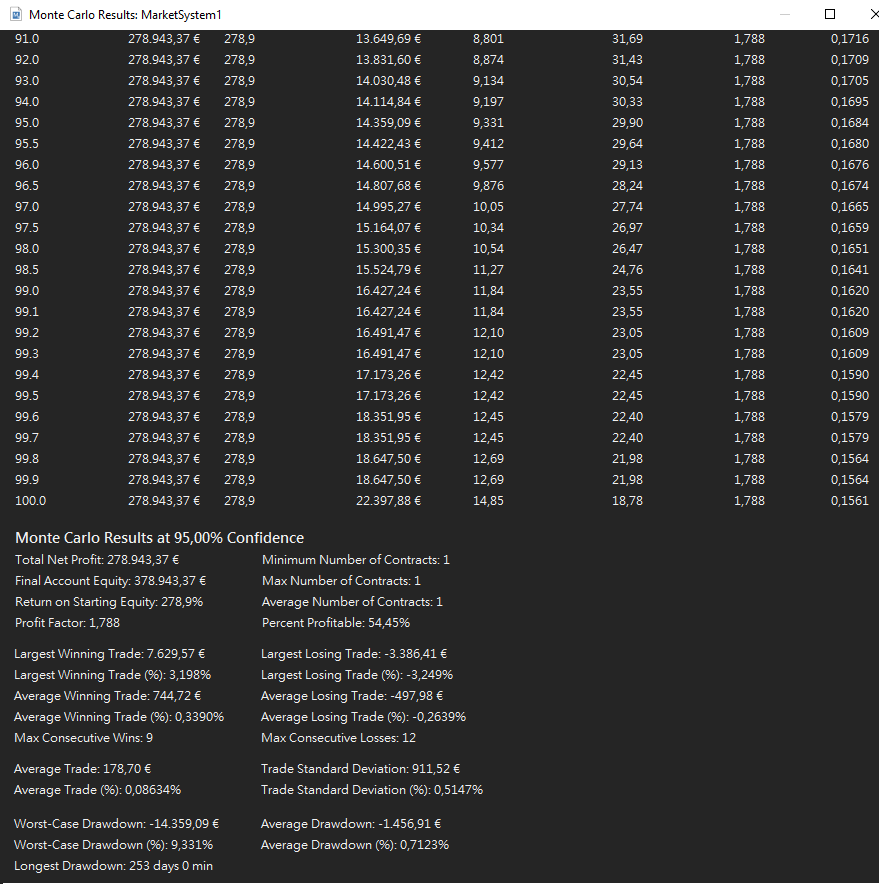 Monte Carlo Results: MarketSystem1
91.0 278.943,37 € 278,9 13.649,69 € 8,801 31,69 1,788 0,1716
92.0 278.943,37 € 278,9 13.831,60 € 8,874 31,43 1,788 0,1709
93.0 278.943,37 € 278,9 14.030,48 € 9,134 30,54 1,788 0,1705
94.0 278.943,37 € 278,9 14.114,84 € 9,197 30,33 1,788 0,1695
95.0 278.943,37 € 278,9 14.359,09 € 9,331 29,90 1,788 0,1684
95.5 278.943,37 € 278,9 14.422,43 € 9,412 29,64 1,788 0,1680
96.0 278.943,37 € 278,9 14.600,51 € 9,577 29,13 1,788 0,1676
96.5 278.943,37 € 278,9 14.807,68 € 9,876 28,24 1,788 0,1674
97.0 278.943,37 € 278,9 14.995,27 € 10,05 27,74 1,788 0,1665
97.5 278.943,37 € 278,9 15.164,07 € 10,34 26,97 1,788 0,1659
98.0 278.943,37 € 278,9 15.300,35 € 10,54 26,47 1,788 0,1651
98.5 278.943,37 € 278,9 15.524,79 € 11,27 24,76 1,788 0,1641
99.0 278.943,37 € 278,9 16.427,24 € 11,84 23,55 1,788 0,1620
99.1 278.943,37 € 278,9 16.427,24 € 11,84 23,55 1,788 0,1620
99.2 278.943,37 € 278,9 16.491,47 € 12,10 23,05 1,788 0,1609
99.3 278.943,37 € 278,9 16.491,47 € 12,10 23,05 1,788 0,1609
99.4 278.943,37 € 278,9 17.173,26 € 12,42 22,45 1,788 0,1590
99.5 278.943,37 € 278,9 17.173,26 € 12,42 22,45 1,788 0,1590
99.6 278.943,37 € 278,9 18.351,95 € 12,45 22,40 1,788 0,1579
99.7 278.943,37 € 278,9 18.351,95 € 12,45 22,40 1,788 0,1579
99.8 278.943,37 € 278,9 18.647,50 € 12,69 21,98 1,788 0,1564
99.9 278.943,37 € 278,9 18.647,50 € 12,69 21,98 1,788 0,1564
100.0 278.943,37 € 278,9 22.397,88 € 14,85 18,78 1,788 0,1561
Monte Carlo Results at 95,00% Confidence
Total Net Profit: 278.943,37 € Minimum Number of Contracts: 1
Final Account Equity: 378.943,37 € Max Number of Contracts: 1
Return on Starting Equity: 278,9% Average Number of Contracts: 1
Profit Factor: 1,788 Percent Profitable: 54,45%
Largest Winning Trade: 7.629,57 € Largest Losing Trade: -3.386,41 €
Largest Winning Trade (%): 3,198% Largest Losing Trade (%): -3,249%
Average Winning Trade: 744,72 € Average Losing Trade: -497,98 €
Average Winning Trade (%): 0,3390% Average Losing Trade (%): -0,2639%
Max Consecutive Wins: 9 Max Consecutive Losses: 12
Average Trade: 178,70 € Trade Standard Deviation: 911,52 €
Average Trade (%): 0,08634% Trade Standard Deviation (%): 0,5147%
Worst-Case Drawdown: -14.359,09 € Average Drawdown: -1.456,91 €
Worst-Case Drawdown (%): 9,331% Average Drawdown (%): 0,7123%
Longest Drawdown: 253 days 0 min